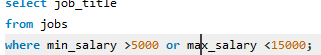 select job_title
from jobs
where min_salary >5000 or max_salary <15000;